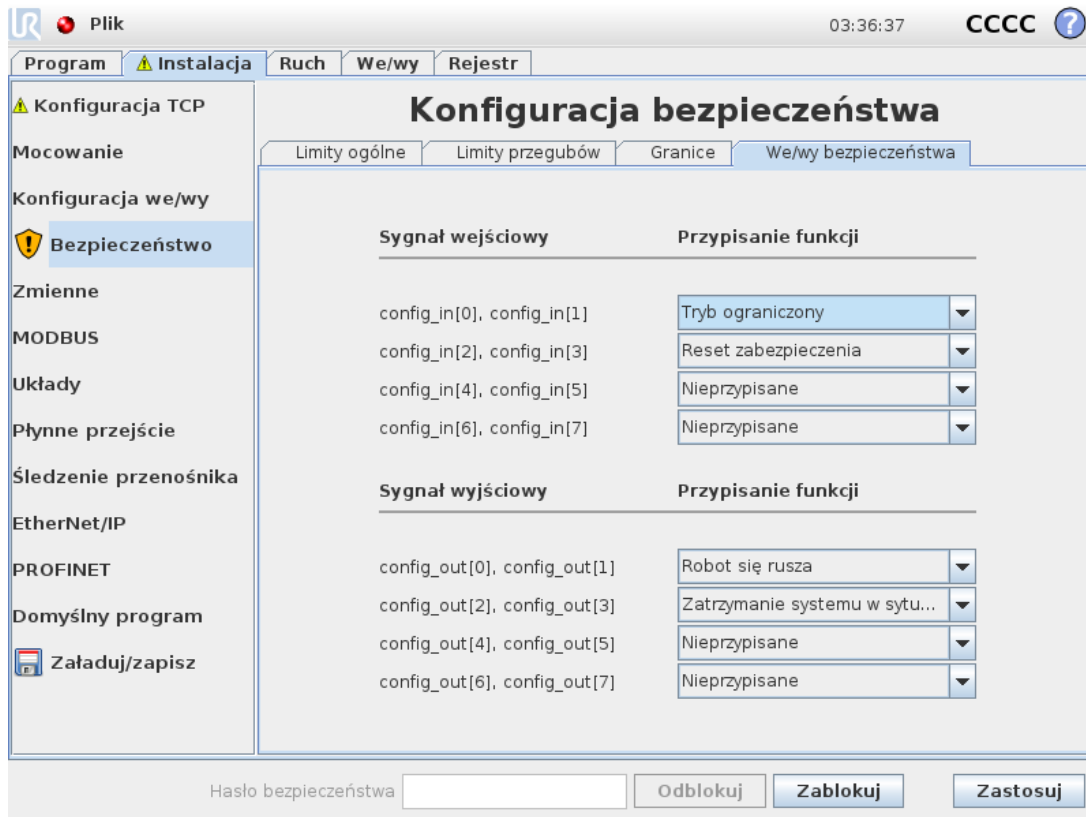 UR Plik 03:36:37 CCCC ?
Program Instalacja Ruch We/wy Rejestr
Konfiguracja TCP
Mocowanie
Konfiguracja we/wy
Bezpieczeństwo
Zmienne
MODBUS
Układy
Płynne przejście
Śledzenie przenośnika
EtherNet/IP
PROFINET
Domyślny program
Załaduj/zapisz
Konfiguracja bezpieczeństwa
Limity ogólne Limity przegubów Granice We/wy bezpieczeństwa
Sygnał wejściowy Przypisanie funkcji
config_in[0], config_in[1] Tryb ograniczony
config_in[2], config_in[3] Reset zabezpieczenia
config_in[4], config_in[5] Nieprzypisane
config_in[6], config_in[7] Nieprzypisane
Sygnał wyjściowy Przypisanie funkcji
config_out[0], config_out[1] Robot się rusza
config_out[2], config_out[3] Zatrzymanie systemu w sytu...
config_out[4], config_out[5] Nieprzypisane
config_out[6], config_out[7] Nieprzypisane
Hasło bezpieczeństwa Odblokuj Zablokuj Zastosuj